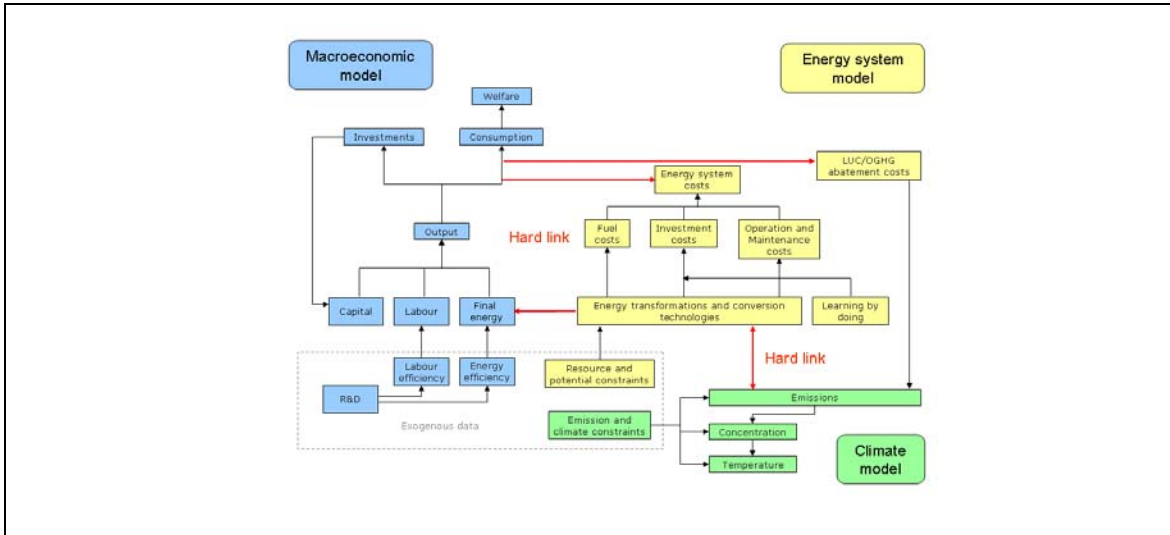 Macroeconomic
model
Energy system
model
Welfare
Investments
Consumption
LUC/OGHG
abatement costs
Energy system
costs
Output
Hard link
Fuel
costs
Investment
costs
Operation and
Maintenance
costs
Capital
Labour
Final
energy
Energy transformations and conversion
technologies
Learning by
doing
Hard link
Labour
efficiency
Energy
efficiency
Resource and
potential constraints
R&D
Exogenous data
Emissions
Emission and
climate constraints
Concentration
Temperature
Climate
model